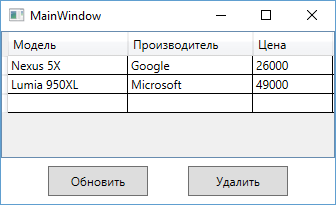 MainWindow
Модель Производитель Цена
Nexus 5X Google 26000
Lumia 950XL Microsoft 49000
Обновить Удалить